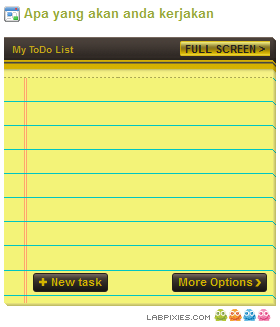 Apa yang akan anda kerjakan
My ToDo List FULL SCREEN >
+ New task More Options >
LABPIXIES.COM